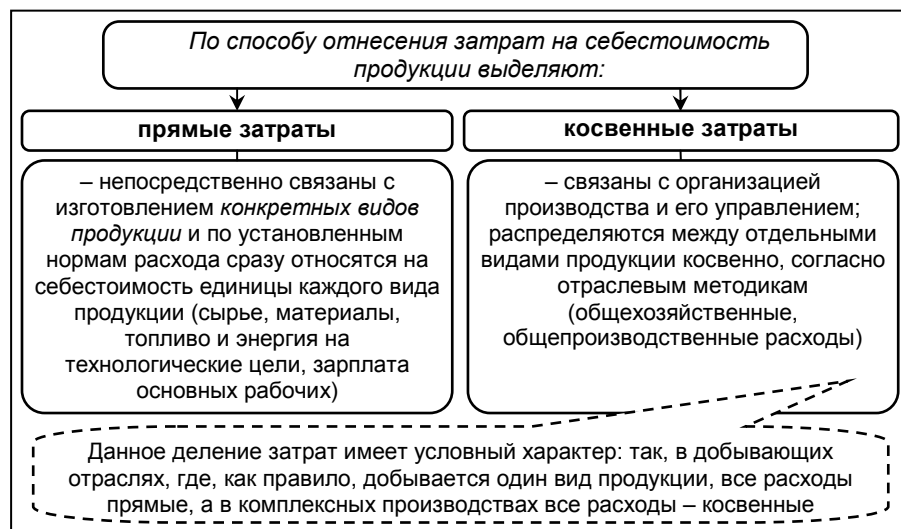 По способу отнесения затрат на себестоимость
продукции выделяют:
прямые затраты
– непосредственно связаны с
изготовлением конкретных видов
продукции и по установленным
нормам расхода сразу относятся на
себестоимость единицы каждого вида
продукции (сырье, материалы,
топливо и энергия на
технологические цели, зарплата
основных рабочих)
косвенные затраты
– связаны с организацией
производства и его управлением;
распределяются между отдельными
видами продукции косвенно, согласно
отраслевым методикам
(общехозяйственные,
общепроизводственные расходы)
Данное деление затрат имеет условный характер: так, в добывающих
отраслях, где, как правило, добывается один вид продукции, все расходы
прямые, а в комплексных производствах все расходы – косвенные